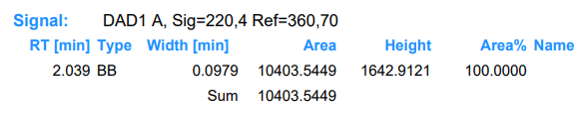 Signal: DAD1 A, Sig=220,4 Ref=360,70
RT [min] Type Width [min] Area Height Area% Name
2.039 BB 0.0979 10403.5449 1642.9121 100.0000
Sum 10403.5449